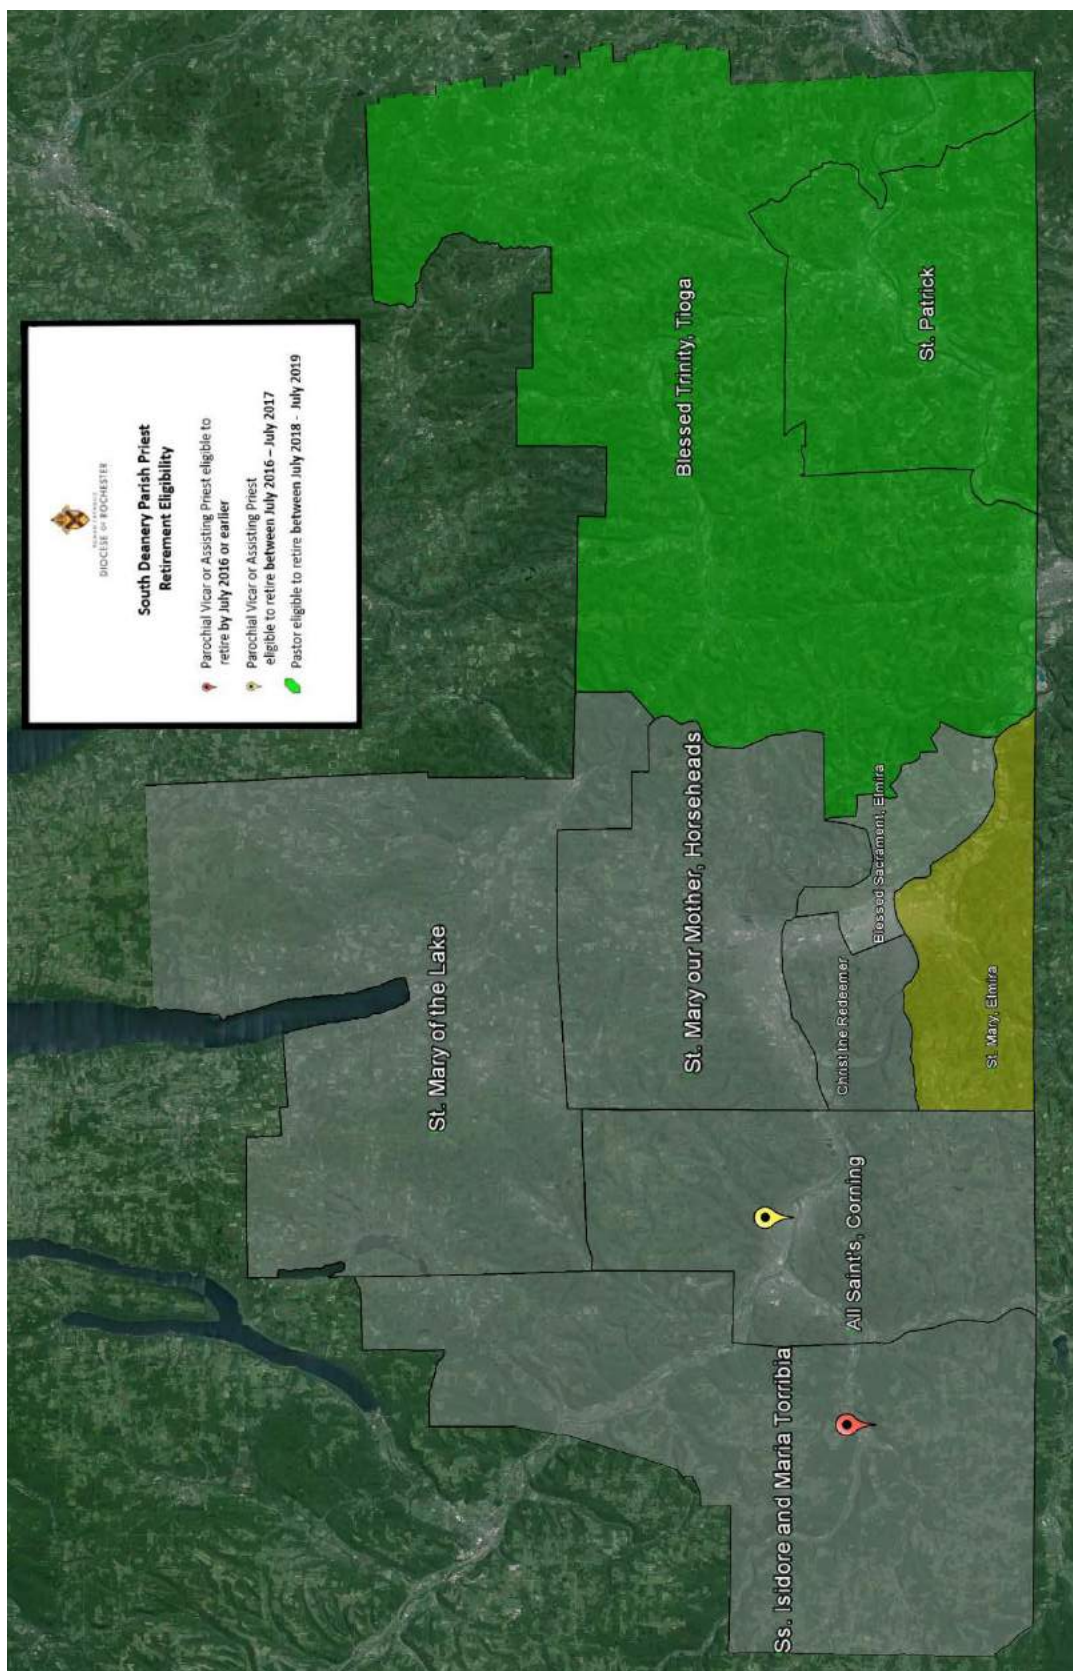 ROMAN CATHOLIC
DIOCESE of ROCHESTER
South Deanery Parish Priest
Retirement Eligibility
Parochial Vicar or Assisting Priest eligible to
retire by July 2016 or earlier
Parochial Vicar or Assisting Priest
eligible to retire between July 2016 – July 2017
Pastor eligible to retire between July 2018 - July 2019
St. Mary of the Lake
Blessed Trinity, Tioga
St. Mary our Mother, Horseheads
Ss. Isidore and Maria Torribia
All Saint's, Corning
Christ the Redeemer
Blessed Sacrament, Elmira
St. Patrick
St. Mary, Elmira